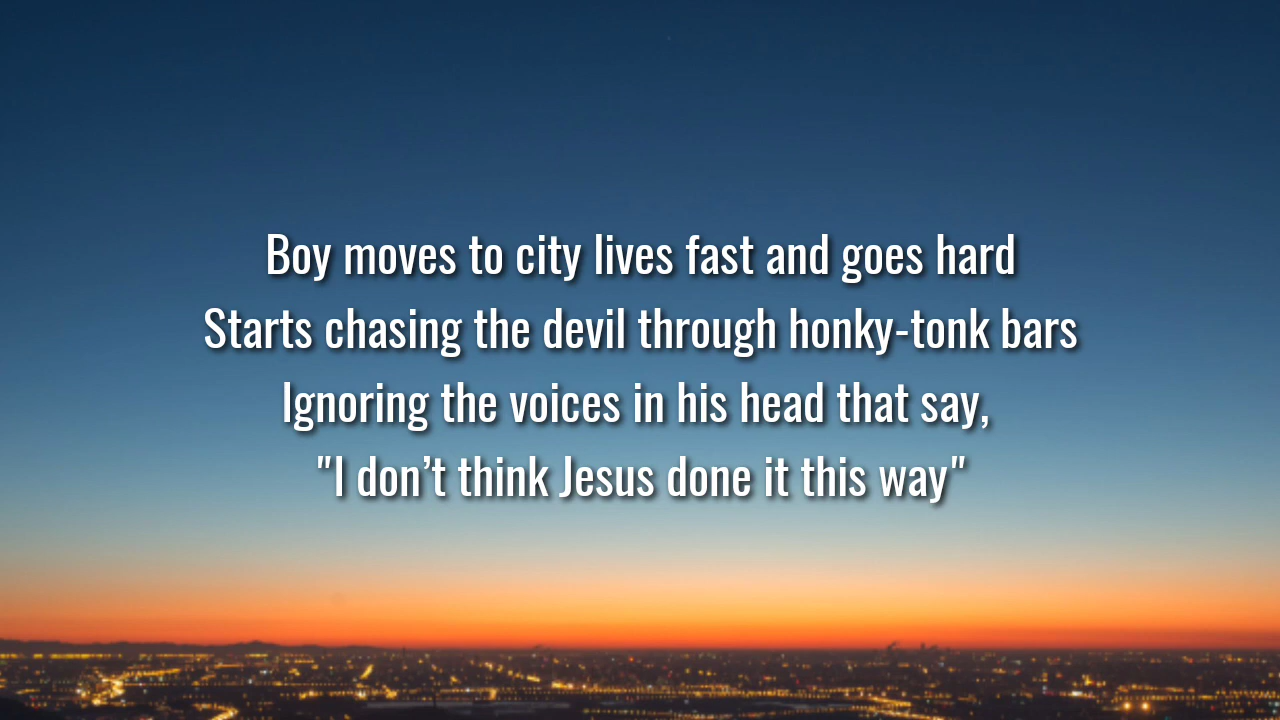 Boy moves to city lives fast and goes hard
Starts chasing the devil through honky-tonk bars
Ignoring the voices in his head that say,
"I don’t think Jesus done it this way"